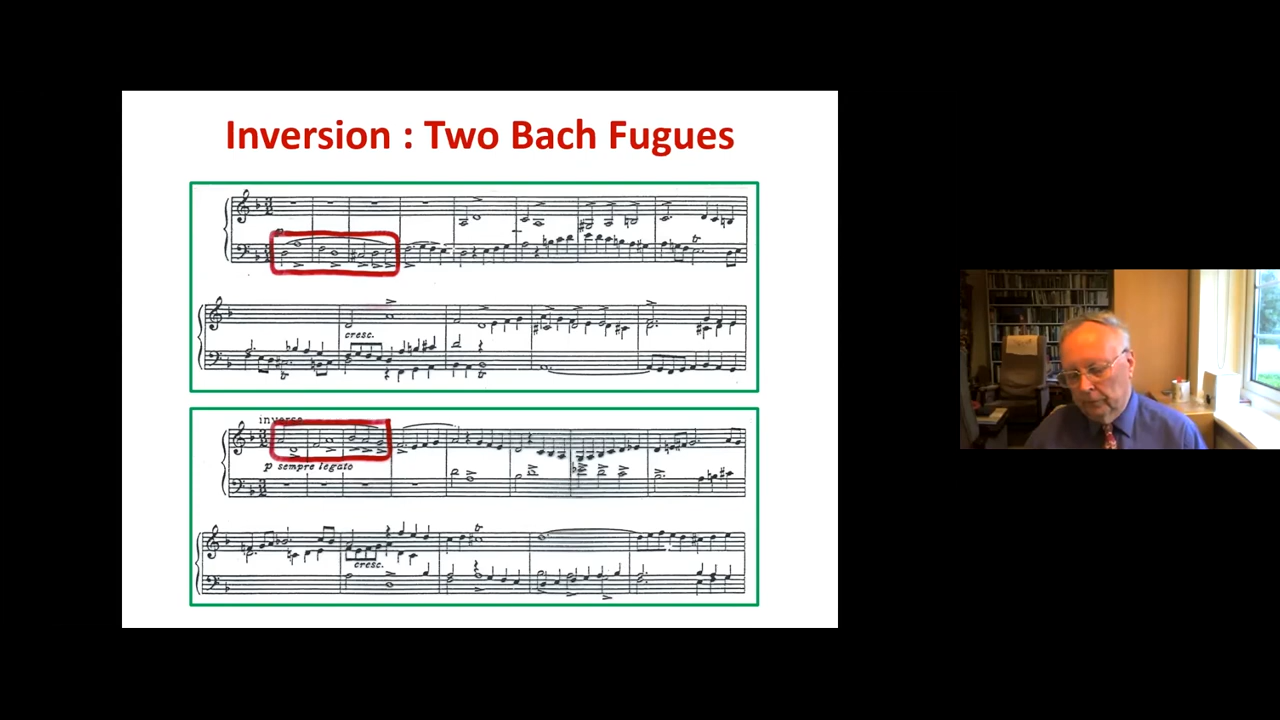 Inversion : Two Bach Fugues
cresc.
inverse
p sempre legato
cresc.